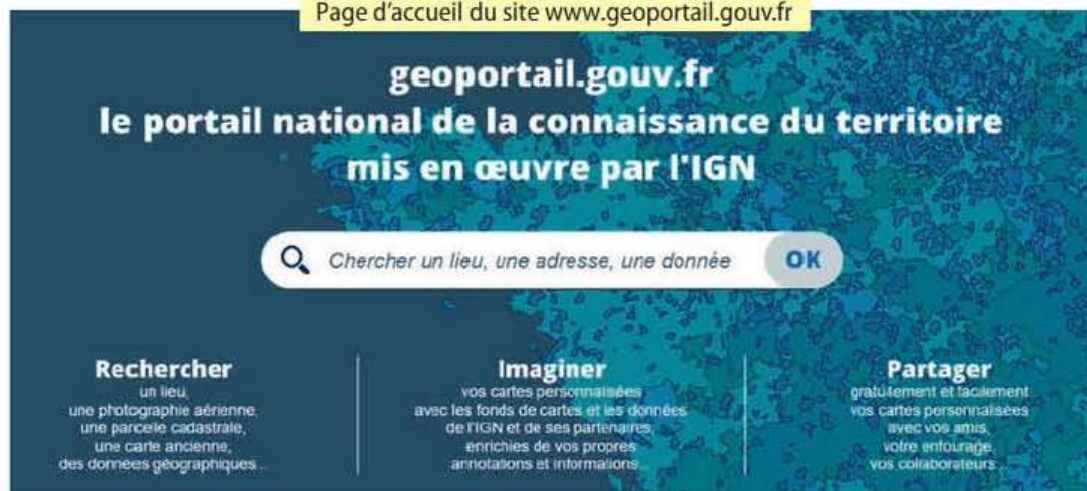 Page d'accueil du site www.geoportail.gouv.fr
geoportail.gouv.fr
le portail national de la connaissance du territoire
mis en œuvre par l'IGN
Chercher un lieu, une adresse, une donnée
OK
Rechercher
un lieu,
une photographie aérienne,
une parcelle cadastrale,
une carte ancienne,
des données géographiques...
Imaginer
vos cartes personnalisées
avec les fonds de cartes et les données
de l'IGN et de ses partenaires
enrichies de vos propres
annotations et informations...
Partager
gratuitement et facilement
vos cartes personnalisées
avec vos amis,
votre entourage,
vos collaborateurs...